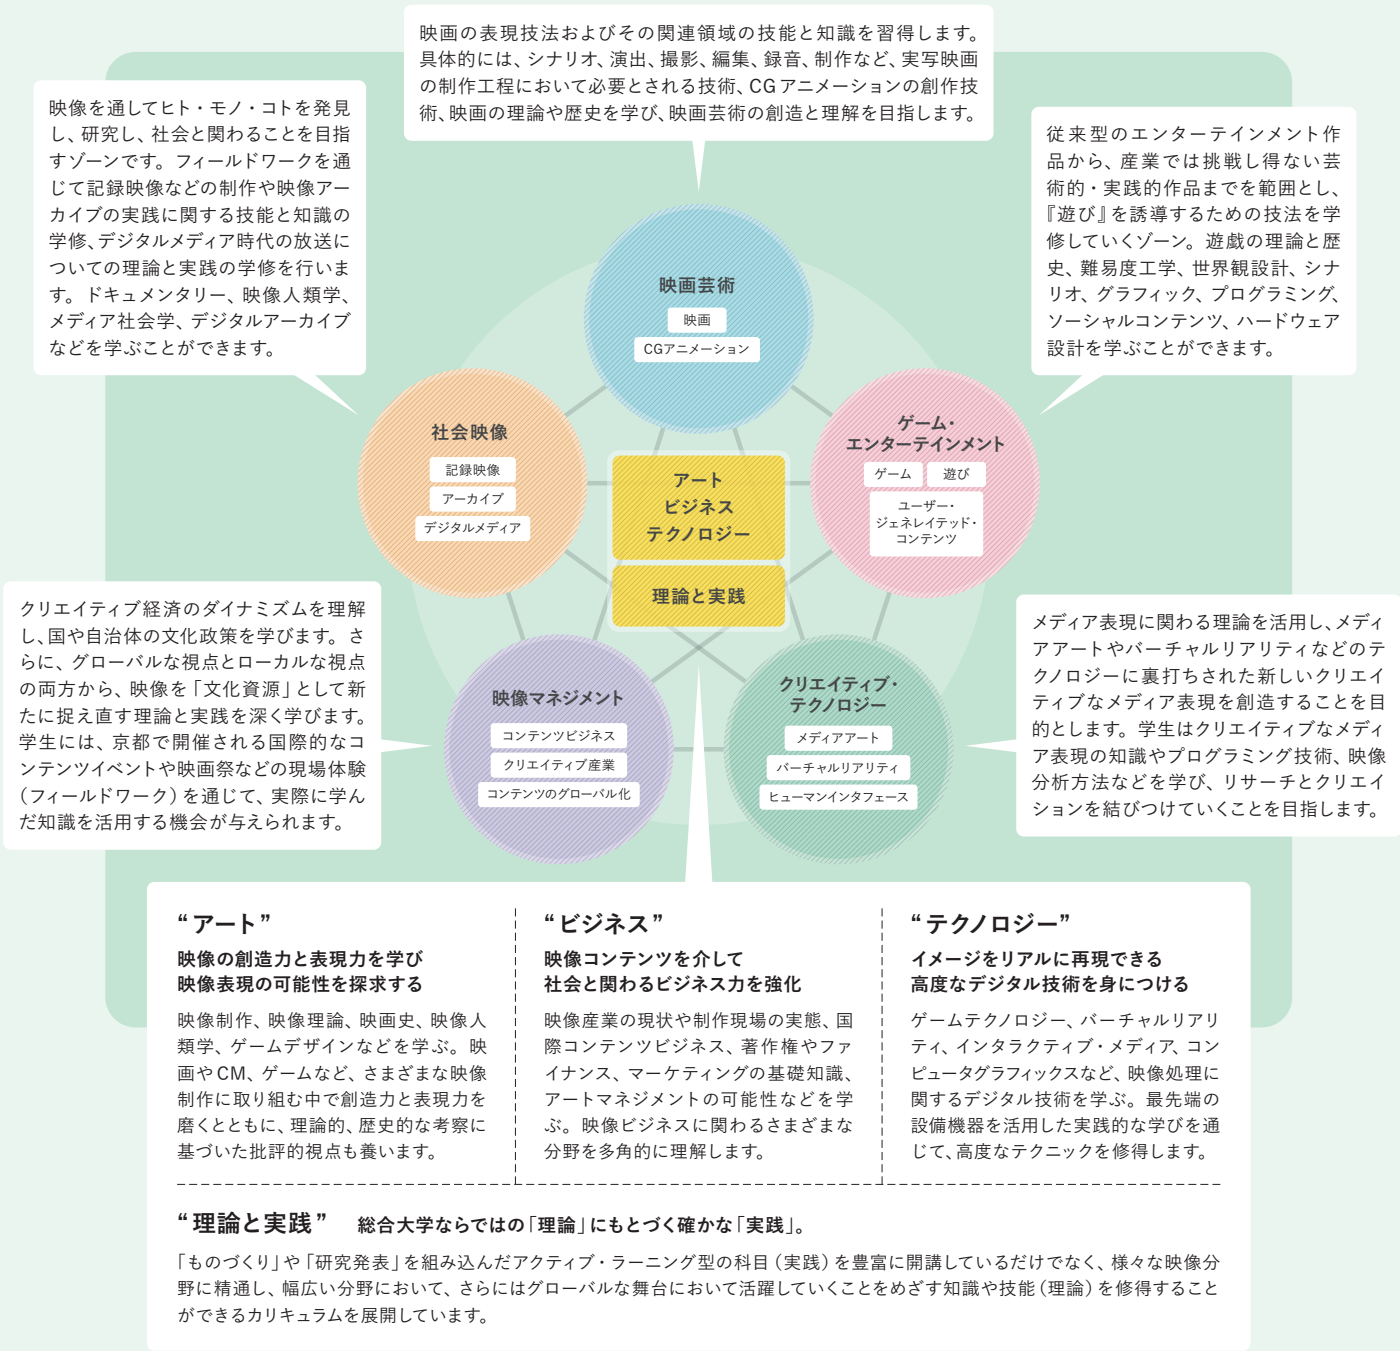 映画の表現技法およびその関連領域の技能と知識を習得します。
具体的には、シナリオ、演出、撮影、編集、録音、制作など、実写映画
の制作工程において必要とされる技術、CGアニメーションの創作技
術、映画の理論や歴史を学び、映画芸術の創造と理解を目指します。
映像を通してヒト・モノ・コトを発見
し、研究し、社会と関わることを目指
すゾーンです。フィールドワークを通
じて記録映像などの制作や映像アー
カイブの実践に関する技能と知識の
学修、デジタルメディア時代の放送に
ついての理論と実践の学修を行いま
す。ドキュメンタリー、映像人類学、
メディア社会学、デジタルアーカイブ
などを学ぶことができます。
従来型のエンターテインメント作
品から、産業では挑戦し得ない芸
術的・実践的作品までを範囲とし、
『遊び』を誘導するための技法を学
修していくゾーン。遊戯の理論と歴
史、難易度工学、世界観設計、シナ
リオ、グラフィック、プログラミング、
ソーシャルコンテンツ、ハードウェア
設計を学ぶことができます。
映画芸術
映画
CGアニメーション
社会映像
記録映像
アーカイブ
デジタルメディア
ゲーム・
エンターテインメント
ゲーム
遊び
ユーザー・
ジェネレイテッド・
コンテンツ
アート
ビジネス
テクノロジー
理論と実践
クリエイティブ経済のダイナミズムを理解
し、国や自治体の文化政策を学びます。さ
らに、グローバルな視点とローカルな視点
の両方から、映像を「文化資源」として新
たに捉え直す理論と実践を深く学びます。
学生には、京都で開催される国際的なコ
ンテンツイベントや映画祭などの現場体験
（フィールドワーク）を通じて、実際に学ん
だ知識を活用する機会が与えられます。
映像マネジメント
コンテンツビジネス
クリエイティブ産業
コンテンツのグローバル化
クリエイティブ・
テクノロジー
メディアアート
バーチャルリアリティ
ヒューマンインタフェース
メディア表現に関わる理論を活用し、メディ
アアートやバーチャルリアリティなどのテ
クノロジーに裏打ちされた新しいクリエイ
ティブなメディア表現を創造することを目
的とします。学生はクリエイティブなメディ
ア表現の知識やプログラミング技術、映像
分析方法などを学び、リサーチとクリエイ
ションを結びつけていくことを目指します。
“アート”
映像の創造力と表現力を学び
映像表現の可能性を探求する
映像制作、映像理論、映画史、映像人
類学、ゲームデザインなどを学ぶ。映
画やCM、ゲームなど、さまざまな映像
制作に取り組む中で創造力と表現力を
磨くとともに、理論的、歴史的な考察に
基づいた批評的視点も養います。
“ビジネス”
映像コンテンツを介して
社会と関わるビジネス力を強化
映像産業の現状や制作現場の実態、国
際コンテンツビジネス、著作権やファ
イナンス、マーケティングの基礎知識、
アートマネジメントの可能性などを学
ぶ。映像ビジネスに関わるさまざまな
分野を多角的に理解します。
“テクノロジー”
イメージをリアルに再現できる
高度なデジタル技術を身につける
ゲームテクノロジー、バーチャルリアリ
ティ、インタラクティブ・メディア、コン
ピュータグラフィックスなど、映像処理に
関するデジタル技術を学ぶ。最先端の
設備機器を活用した実践的な学びを通
じて、高度なテクニックを修得します。
“理論と実践” 総合大学ならではの「理論」にもとづく確かな「実践」。
「ものづくり」や「研究発表」を組み込んだアクティブ・ラーニング型の科目（実践）を豊富に開講しているだけでなく、様々な映像分
野に精通し、幅広い分野において、さらにはグローバルな舞台において活躍していくことをめざす知識や技能（理論）を修得すること
ができるカリキュラムを展開しています。